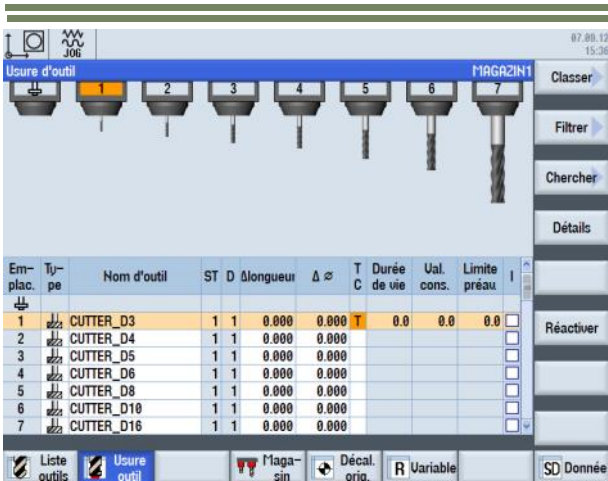 JOG
07.09.12
15:36
Usure d'outil MAGAZIN1
1 2 3 4 5 6 7
Classer
Filtrer
Chercher
Détails
Em-plac. Ty-pe Nom d'outil ST D Δlongueur Δ ⌀ T C Durée de vie Val. cons. Limite préau I
1 CUTTER_D3 1 1 0.000 0.000 T 0.0 0.0 0.0
2 CUTTER_D4 1 1 0.000 0.000
3 CUTTER_D5 1 1 0.000 0.000
4 CUTTER_D6 1 1 0.000 0.000
5 CUTTER_D8 1 1 0.000 0.000
6 CUTTER_D10 1 1 0.000 0.000
7 CUTTER_D16 1 1 0.000 0.000
Réactiver
Liste outils
Usure outil
Maga-sin
Décal. orig.
R Variable
SD Donnée